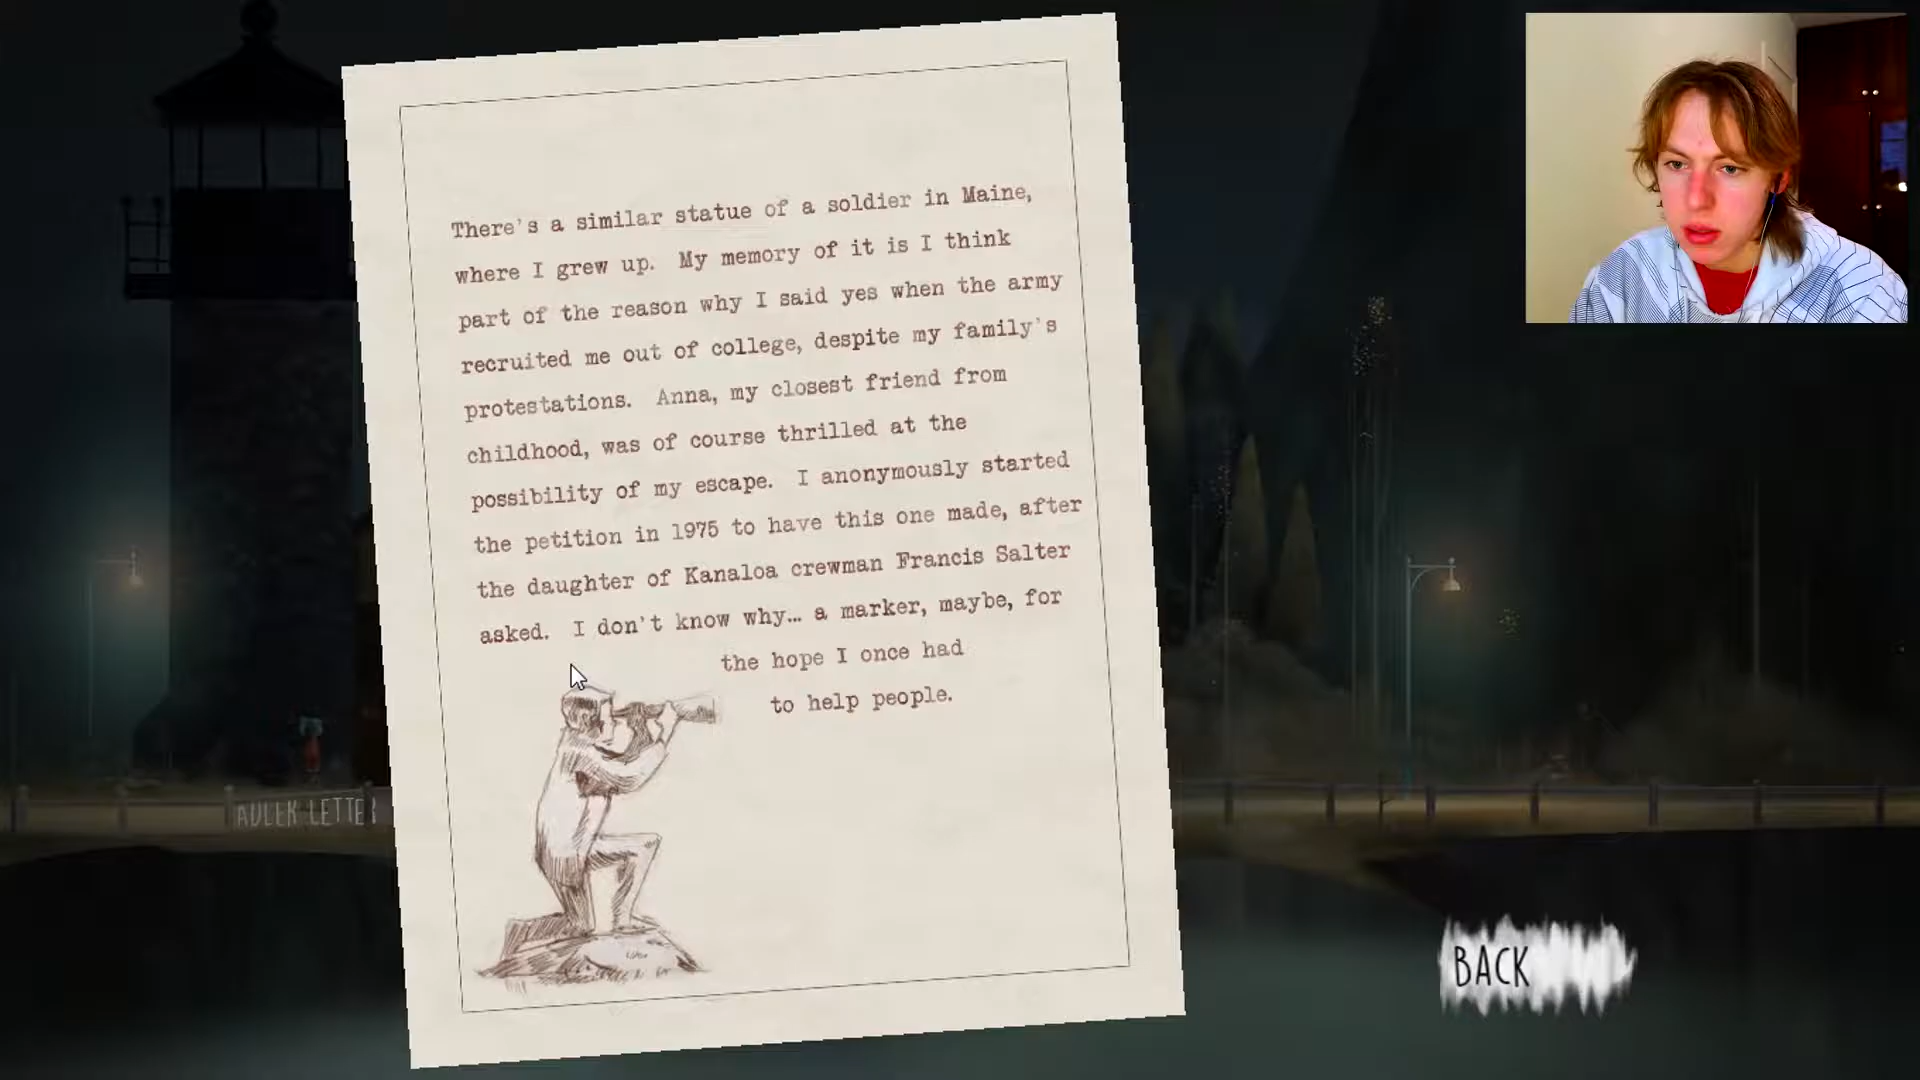 There's a similar statue of a soldier in Maine,
where I grew up. My memory of it is I think
part of the reason why I said yes when the army
recruited me out of college, despite my family's
protestations. Anna, my closest friend from
childhood, was of course thrilled at the
possibility of my escape. I anonymously started
the petition in 1975 to have this one made, after
the daughter of Kanaloa crewman Francis Salter
asked. I don't know why... a marker, maybe, for
the hope I once had
to help people.
ADLER LETTER
BACK